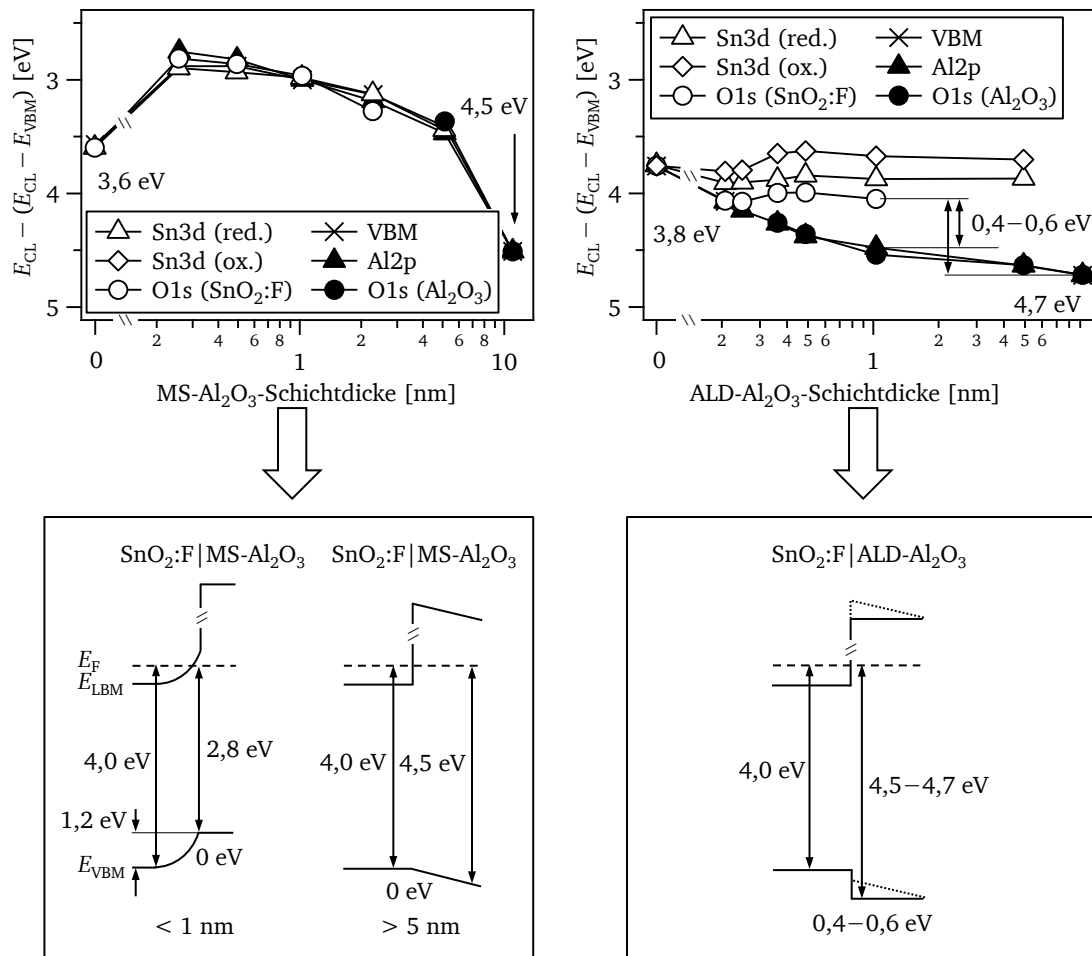 E_CL − (E_CL − E_VBM) [eV]
3
4
5
3,6 eV
4,5 eV
Sn3d (red.)
VBM
Sn3d (ox.)
Al2p
O1s (SnO₂:F)
O1s (Al₂O₃)
0
2
4
6
8
1
2
4
6
8
10
MS-Al₂O₃-Schichtdicke [nm]
E_CL − (E_CL − E_VBM) [eV]
3
4
5
Sn3d (red.)
VBM
Sn3d (ox.)
Al2p
O1s (SnO₂:F)
O1s (Al₂O₃)
3,8 eV
0,4−0,6 eV
4,7 eV
0
2
3
4
5
6
1
2
3
4
5
6
ALD-Al₂O₃-Schichtdicke [nm]
SnO₂:F|MS-Al₂O₃
SnO₂:F|MS-Al₂O₃
E_F
E_LBM
4,0 eV
2,8 eV
4,0 eV
4,5 eV
1,2 eV
0 eV
E_VBM
0 eV
< 1 nm
> 5 nm
SnO₂:F|ALD-Al₂O₃
4,0 eV
4,5−4,7 eV
0,4−0,6 eV